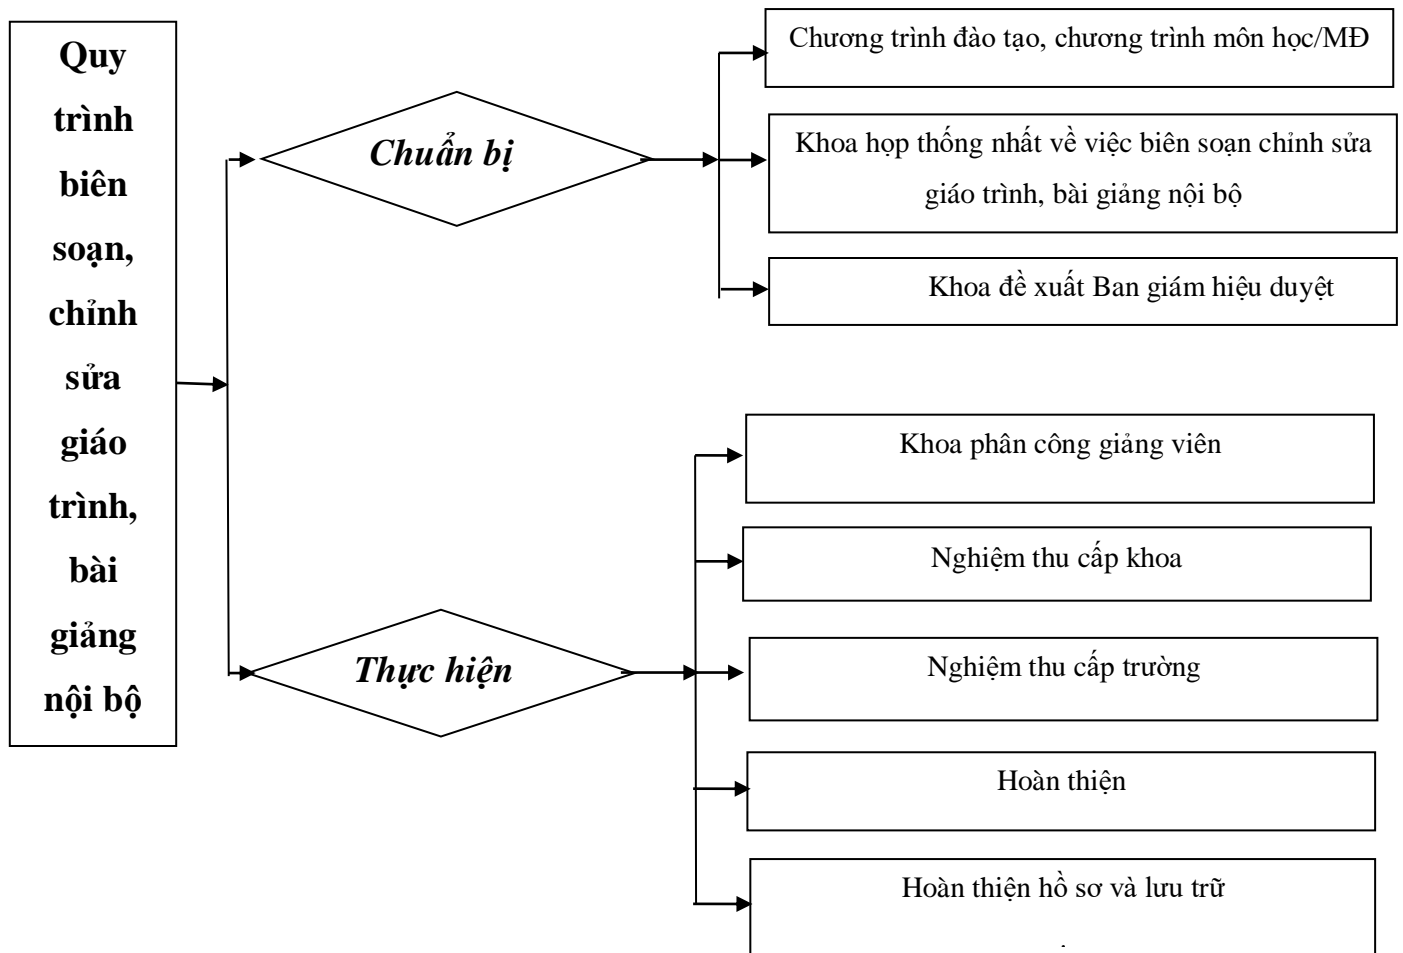 Quy
trình
biên
soạn,
chỉnh
sửa
giáo
trình,
bài
giảng
nội bộ
Chuẩn bị
Chương trình đào tạo, chương trình môn học/MĐ
Khoa họp thống nhất về việc biên soạn chỉnh sửa
giáo trình, bài giảng nội bộ
Khoa đề xuất Ban giám hiệu duyệt
Thực hiện
Khoa phân công giảng viên
Nghiệm thu cấp khoa
Nghiệm thu cấp trường
Hoàn thiện
Hoàn thiện hồ sơ và lưu trữ